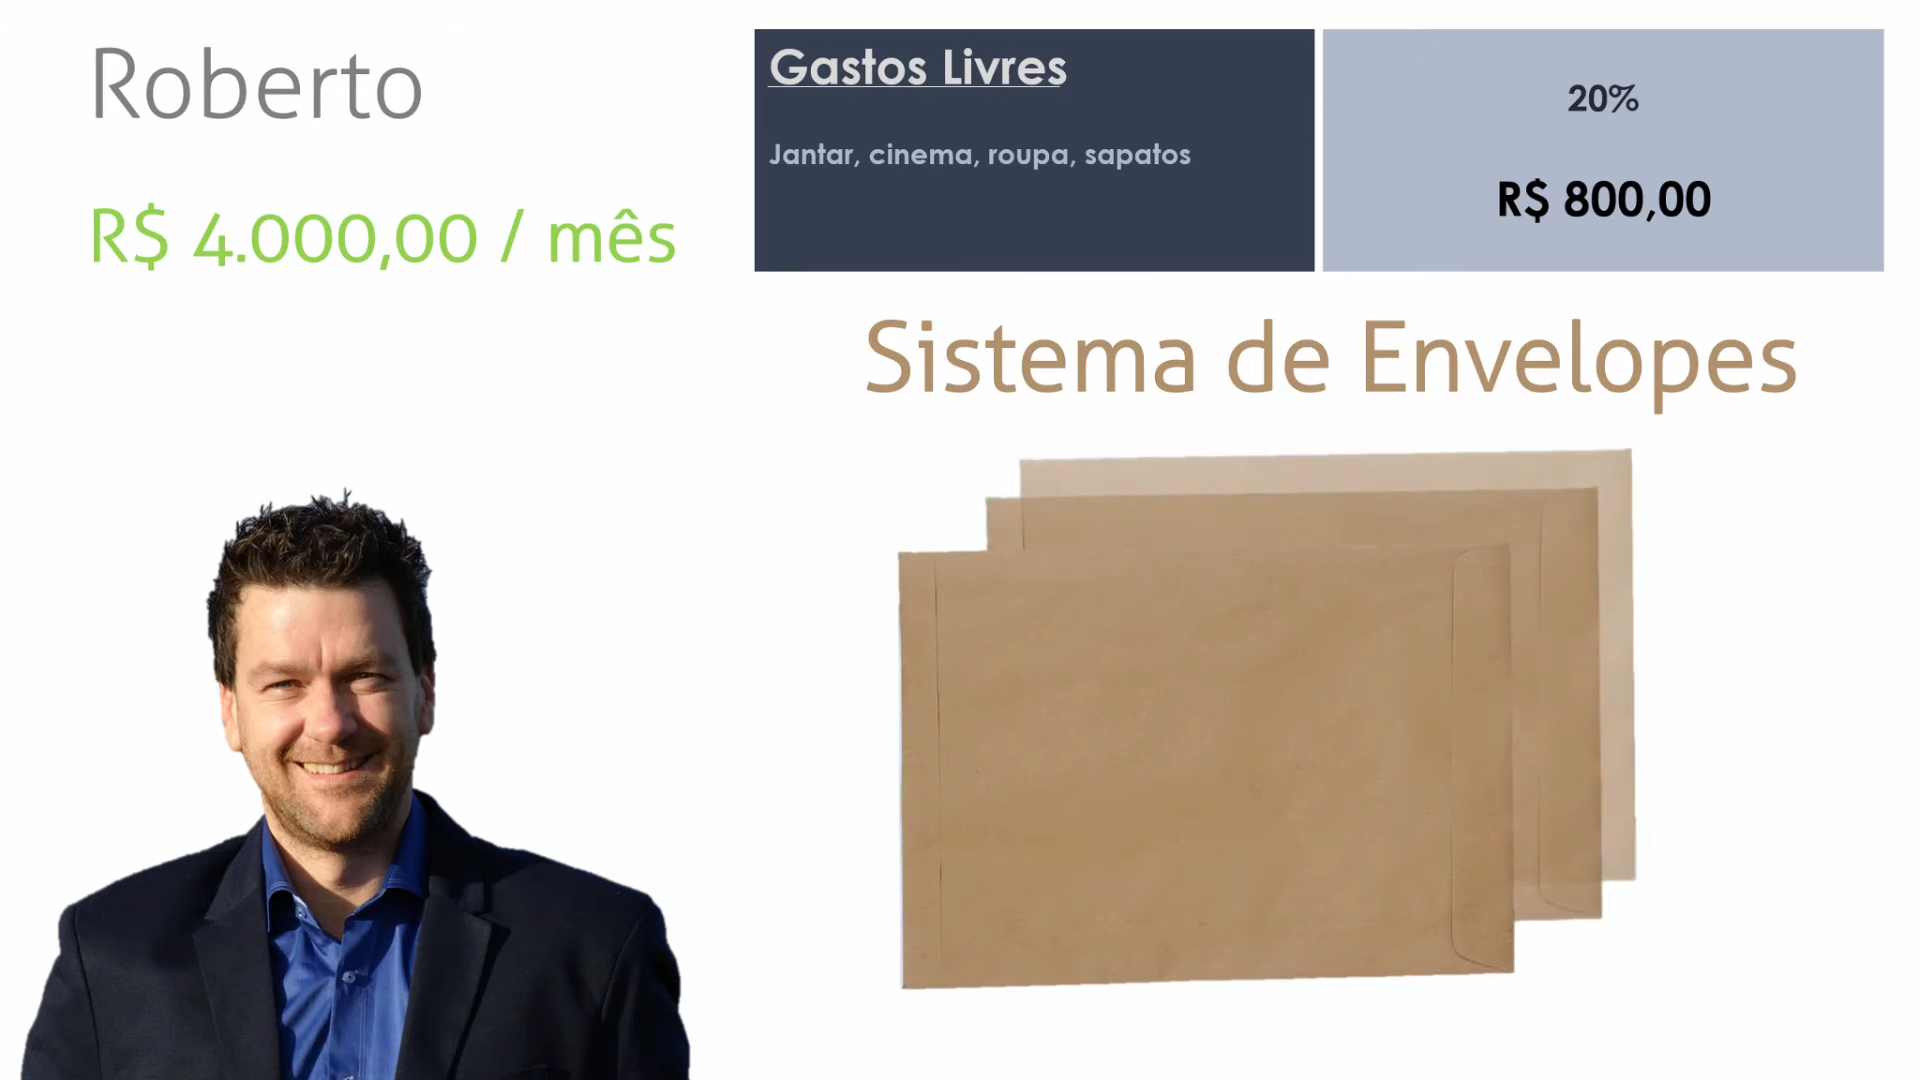 Roberto
R$ 4.000,00 / mês
Gastos Livres
Jantar, cinema, roupa, sapatos
20%
R$ 800,00
Sistema de Envelopes